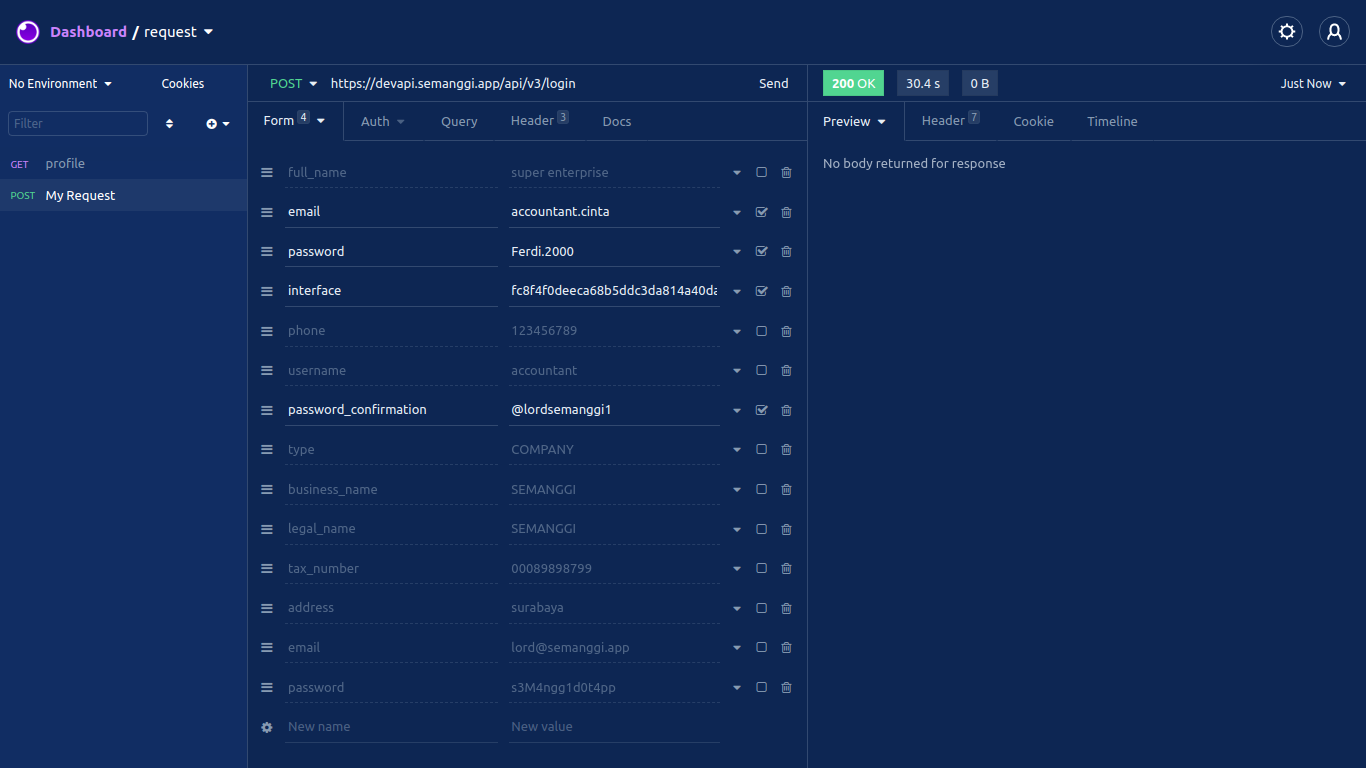 Dashboard / request
No Environment
Cookies
POST
https://devapi.semanggi.app/api/v3/login
Send
200 OK
30.4 s
0 B
Just Now
Filter
GET profile
POST My Request
Form 4
Auth
Query
Header 3
Docs
full_name super enterprise
email accountant.cinta
password Ferdi.2000
interface fc8f4f0deeca68b5ddc3da814a40da
phone 123456789
username accountant
password_confirmation @lordsemanggi1
type COMPANY
business_name SEMANGGI
legal_name SEMANGGI
tax_number 00089898799
address surabaya
email lord@semanggi.app
password s3M4ngg1d0t4pp
New name New value
Preview
Header 7
Cookie
Timeline
No body returned for response